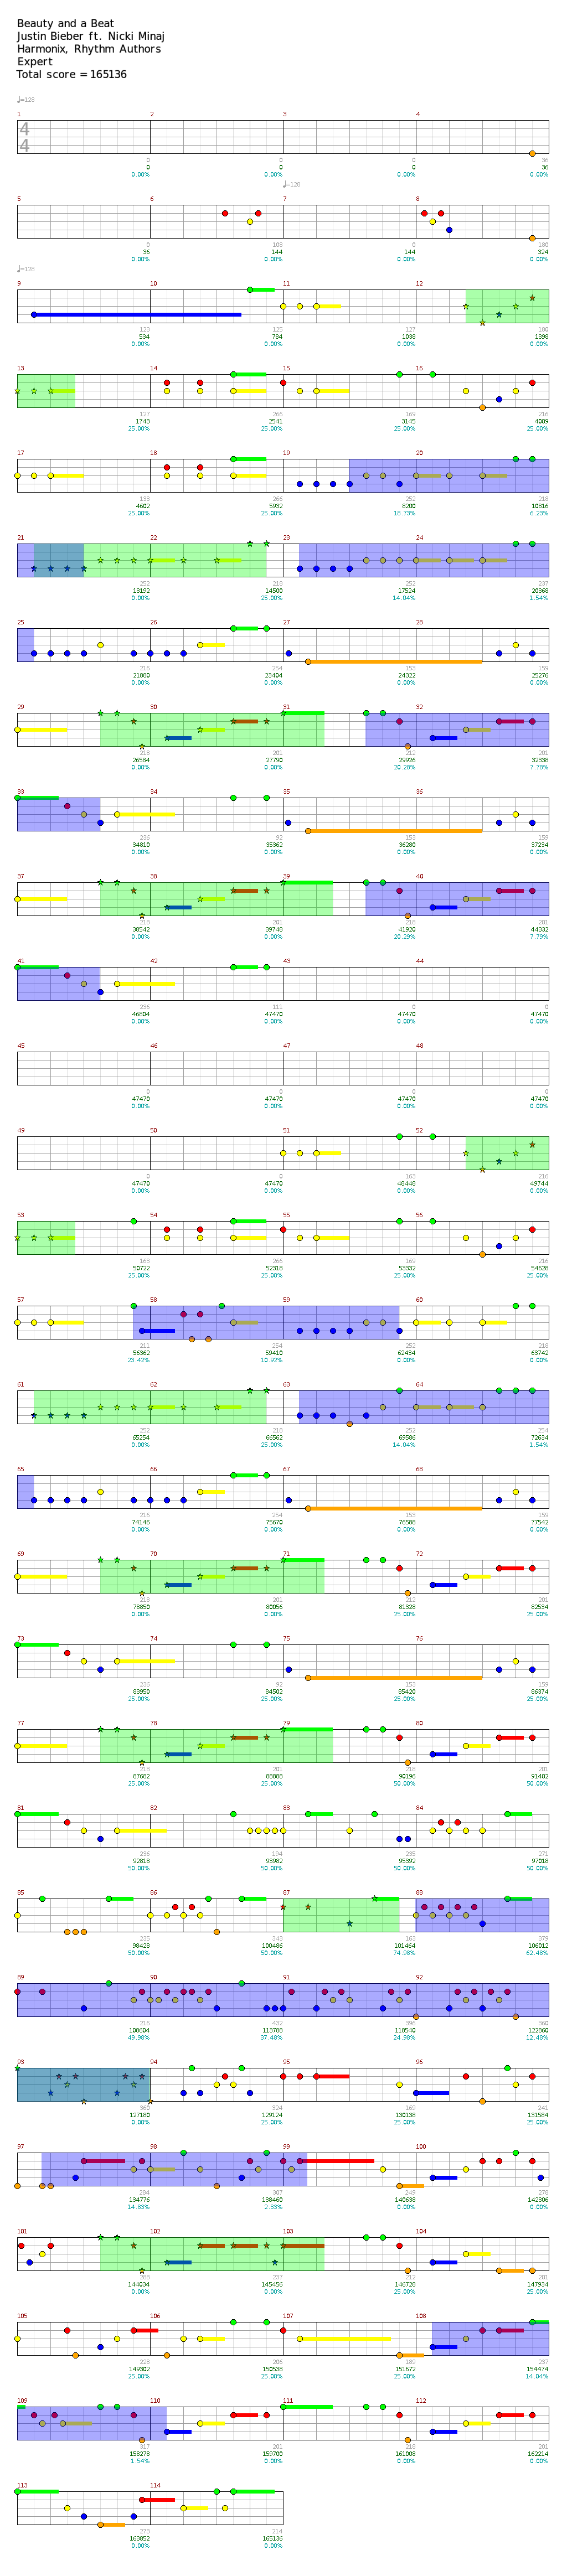 Beauty and a Beat
Justin Bieber ft. Nicki Minaj
Harmonix, Rhythm Authors
Expert
Total score = 165136
♩=128
1 2 3 4
4
4
0 0 0 36
0 0 0 36
0.00% 0.00% 0.00% 0.00%
♩=128
5 6 7 8
0 108 0 180
36 144 144 324
0.00% 0.00% 0.00% 0.00%
♩=128
9 10 11 12
123 125 127 180
534 784 1038 1398
0.00% 0.00% 0.00% 0.00%
13 14 15 16
127 266 169 216
1743 2541 3145 4009
25.00% 25.00% 25.00% 25.00%
17 18 19 20
133 266 252 218
4602 5932 8200 10816
25.00% 25.00% 18.73% 6.23%
21 22 23 24
252 218 252 237
13192 14500 17524 20368
0.00% 25.00% 14.04% 1.54%
25 26 27 28
216 254 153 159
21880 23404 24322 25276
0.00% 0.00% 0.00% 0.00%
29 30 31 32
218 201 212 201
26584 27790 29926 32338
0.00% 0.00% 20.28% 7.78%
33 34 35 36
236 92 153 159
34810 35362 36280 37234
0.00% 0.00% 0.00% 0.00%
37 38 39 40
218 201 218 201
38542 39748 41920 44332
0.00% 0.00% 20.29% 7.79%
41 42 43 44
236 111 0 0
46804 47470 47470 47470
0.00% 0.00% 0.00% 0.00%
45 46 47 48
0 0 0 0
47470 47470 47470 47470
0.00% 0.00% 0.00% 0.00%
49 50 51 52
0 0 163 216
47470 47470 48448 49744
0.00% 0.00% 0.00% 0.00%
53 54 55 56
163 266 169 216
50722 52318 53332 54628
25.00% 25.00% 25.00% 25.00%
57 58 59 60
211 254 252 218
56362 59410 62434 63742
23.42% 10.92% 0.00% 0.00%
61 62 63 64
252 218 252 254
65254 66562 69586 72634
0.00% 25.00% 14.04% 1.54%
65 66 67 68
216 254 153 159
74146 75670 76588 77542
0.00% 0.00% 0.00% 0.00%
69 70 71 72
218 201 212 201
78850 80056 81328 82534
0.00% 0.00% 25.00% 25.00%
73 74 75 76
236 92 153 159
83950 84502 85420 86374
25.00% 25.00% 25.00% 25.00%
77 78 79 80
218 201 218 201
87682 88888 90196 91402
25.00% 25.00% 50.00% 50.00%
81 82 83 84
236 194 235 271
92818 93982 95392 97018
50.00% 50.00% 50.00% 50.00%
85 86 87 88
235 343 163 379
98428 100486 101464 106012
50.00% 50.00% 74.98% 62.48%
89 90 91 92
216 432 396 360
108604 113788 118540 122860
49.98% 37.48% 24.98% 12.48%
93 94 95 96
360 324 169 241
127180 129124 130138 131584
0.00% 25.00% 25.00% 25.00%
97 98 99 100
284 307 249 278
134776 138460 140638 142306
14.83% 2.33% 0.00% 0.00%
101 102 103 104
288 237 212 201
144034 145456 146728 147934
0.00% 0.00% 25.00% 25.00%
105 106 107 108
228 206 189 237
149302 150538 151672 154474
25.00% 25.00% 25.00% 14.04%
109 110 111 112
317 201 218 201
158278 159700 161008 162214
1.54% 0.00% 0.00% 0.00%
113 114
273 214
163852 165136
0.00% 0.00%